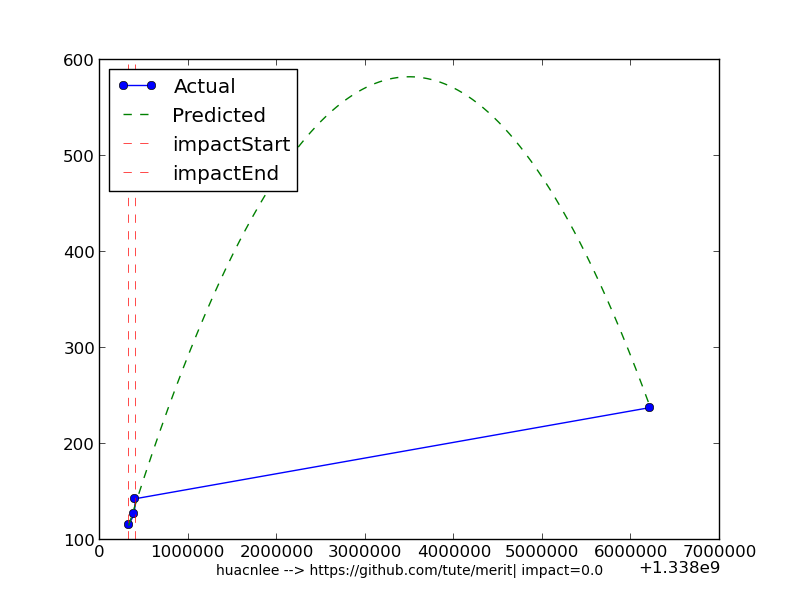 600
500
400
300
200
100
Actual
Predicted
impactStart
impactEnd
0 1000000 2000000 3000000 4000000 5000000 6000000 7000000
+1.338e9
huacnlee --> https://github.com/tute/merit| impact=0.0